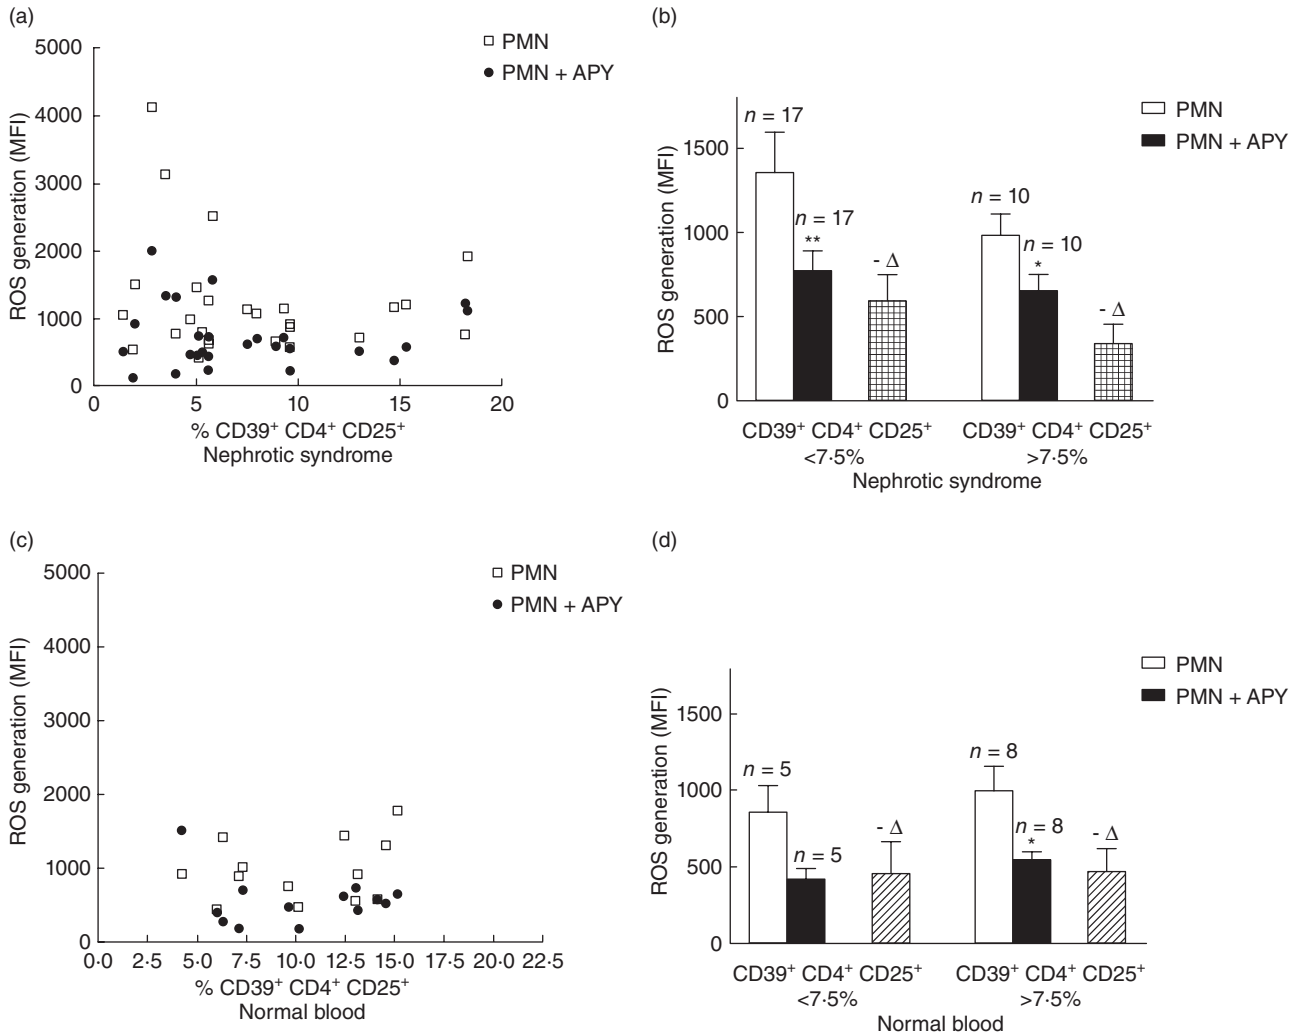 (a)
5000
4000
3000
2000
1000
0
ROS generation (MFI)
PMN
PMN + APY
0 5 10 15 20
% CD39⁺ CD4⁺ CD25⁺
Nephrotic syndrome
(b)
PMN
PMN + APY
1500
1000
500
0
ROS generation (MFI)
n = 17
n = 17
**
- Δ
n = 10
n = 10
*
- Δ
CD39⁺ CD4⁺ CD25⁺ CD39⁺ CD4⁺ CD25⁺
<7·5% >7·5%
Nephrotic syndrome
(c)
5000
4000
3000
2000
1000
0
ROS generation (MFI)
PMN
PMN + APY
0·0 2·5 5·0 7·5 10·0 12·5 15·0 17·5 20·0 22·5
% CD39⁺ CD4⁺ CD25⁺
Normal blood
(d)
PMN
PMN + APY
1500
1000
500
0
ROS generation (MFI)
n = 5
n = 5
- Δ
n = 8
n = 8
*
- Δ
CD39⁺ CD4⁺ CD25⁺ CD39⁺ CD4⁺ CD25⁺
<7·5% >7·5%
Normal blood